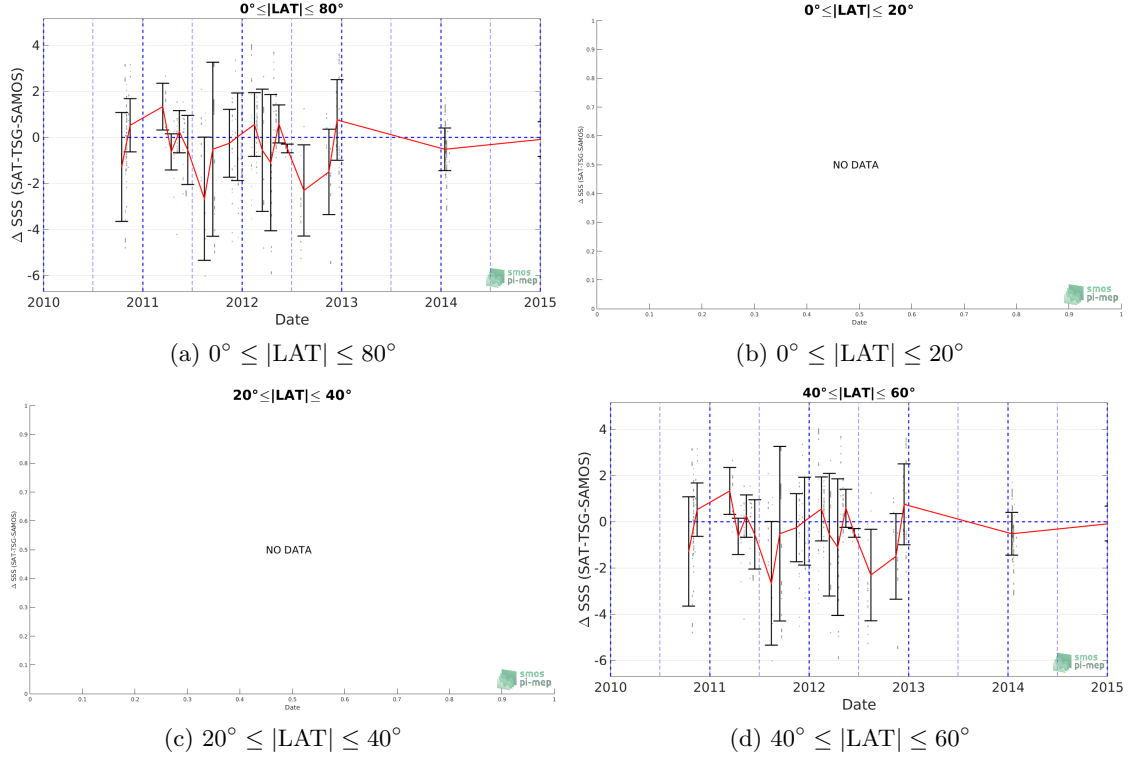 0°≤|LAT|≤ 80°
4
2
0
-2
-4
-6
Δ SSS (SAT-TSG-SAMOS)
2010 2011 2012 2013 2014 2015
Date
smos
pi-mep
(a) 0° ≤ |LAT| ≤ 80°
0°≤|LAT|≤ 20°
1
0.9
0.8
0.7
0.6
0.5
0.4
0.3
0.2
0.1
0
Δ SSS (SAT-TSG-SAMOS)
NO DATA
0 0.1 0.2 0.3 0.4 0.5 0.6 0.7 0.8 0.9 1
Date
smos
pi-mep
(b) 0° ≤ |LAT| ≤ 20°
20°≤|LAT|≤ 40°
1
0.9
0.8
0.7
0.6
0.5
0.4
0.3
0.2
0.1
0
Δ SSS (SAT-TSG-SAMOS)
NO DATA
0 0.1 0.2 0.3 0.4 0.5 0.6 0.7 0.8 0.9 1
Date
smos
pi-mep
(c) 20° ≤ |LAT| ≤ 40°
40°≤|LAT|≤ 60°
4
2
0
-2
-4
-6
Δ SSS (SAT-TSG-SAMOS)
2010 2011 2012 2013 2014 2015
Date
smos
pi-mep
(d) 40° ≤ |LAT| ≤ 60°